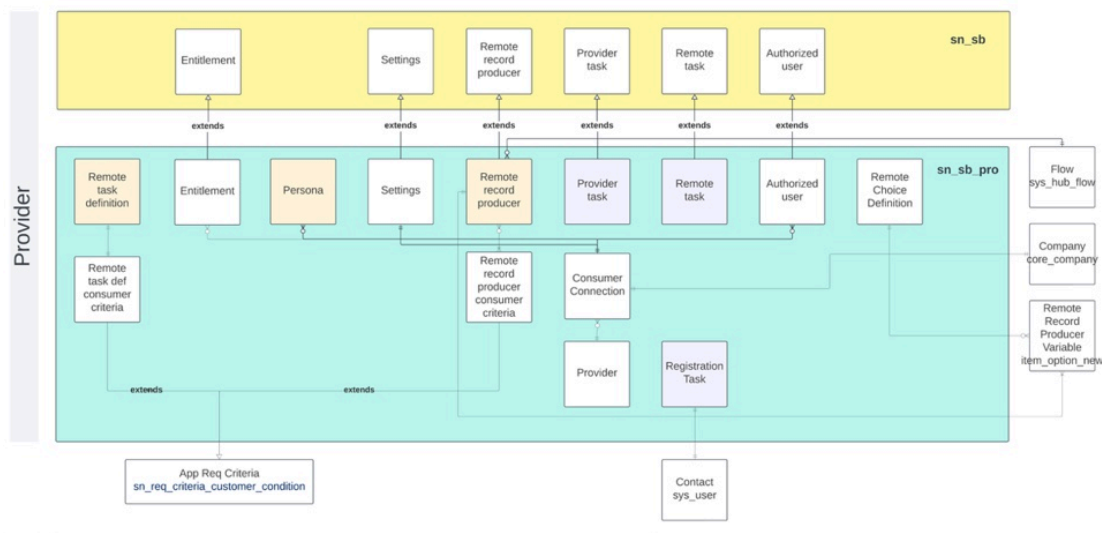 Provider
sn_sb
Entitlement
Settings
Remote
record
producer
Provider
task
Remote
task
Authorized
user
extends
extends
extends
extends
extends
extends
sn_sb_pro
Remote
task
definition
Entitlement
Persona
Settings
Remote
record
producer
Provider
task
Remote
task
Authorized
user
Remote
Choice
Definition
Flow
sys_hub_flow
Company
core_company
Remote
task def
consumer
criteria
Remote
record
producer
consumer
criteria
Consumer
Connection
Remote
Record
Producer
Variable
item_option_new
Provider
Registration
Task
extends
extends
App Req Criteria
sn_req_criteria_customer_condition
Contact
sys_user